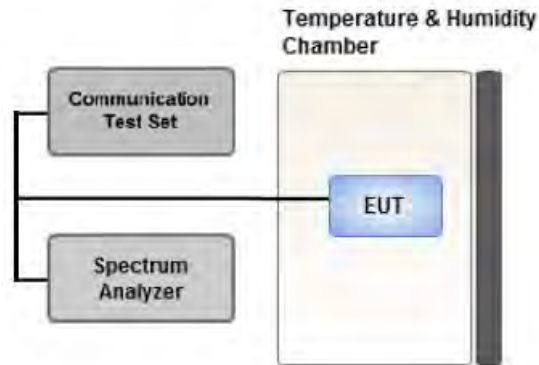 Temperature & Humidity
Chamber
Communication
Test Set
EUT
Spectrum
Analyzer